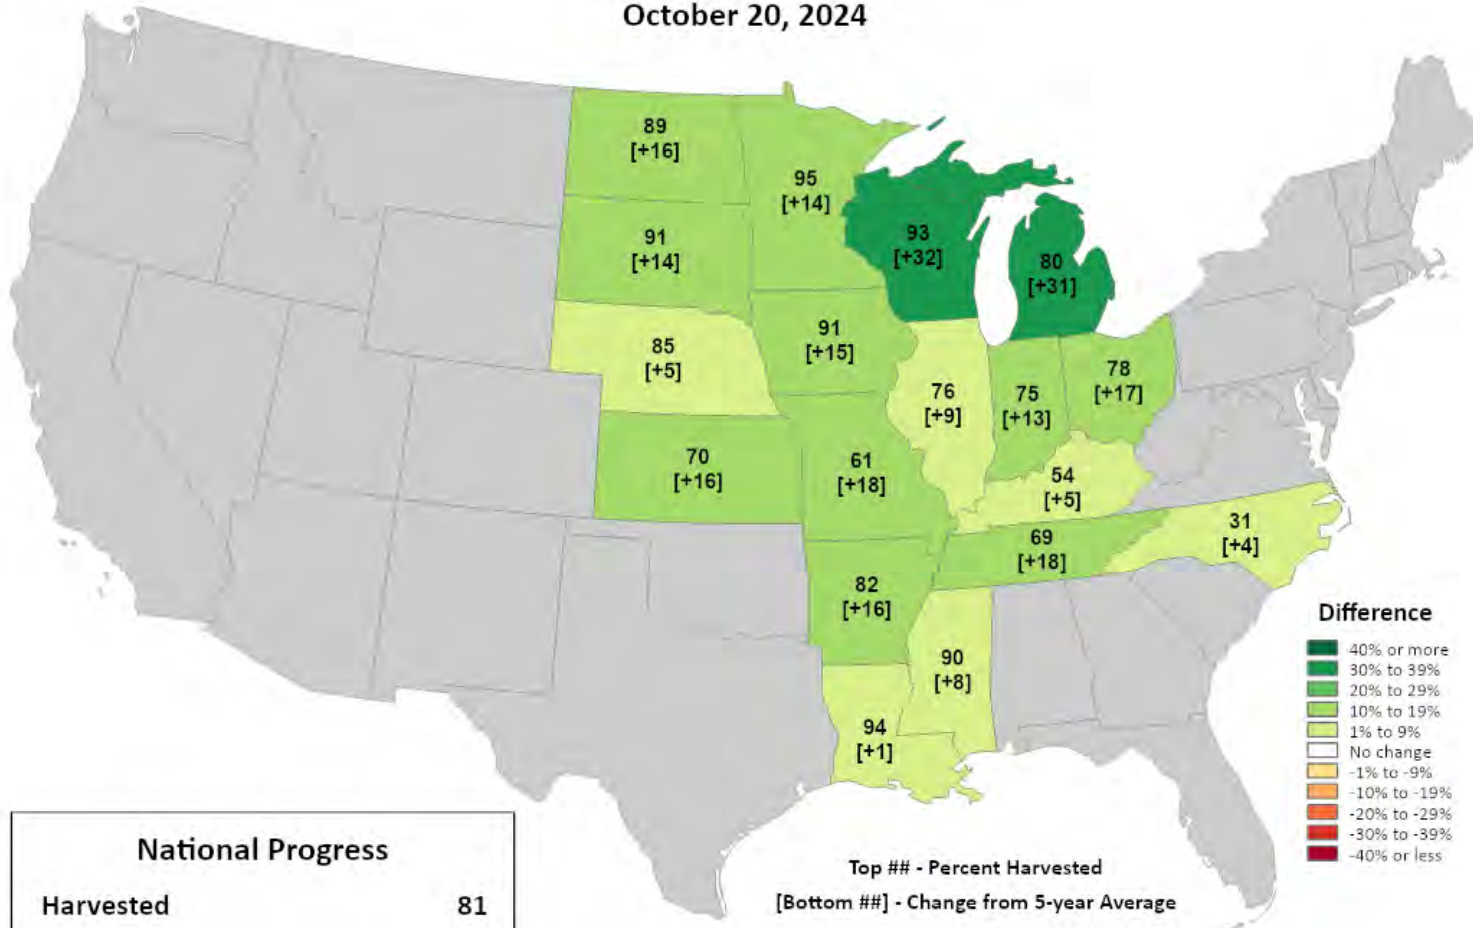 October 20, 2024
89
[+16]
95
[+14]
91
[+14]
93
[+32]
80
[+31]
85
[+5]
91
[+15]
76
[+9]
75
[+13]
78
[+17]
70
[+16]
61
[+18]
54
[+5]
69
[+18]
31
[+4]
82
[+16]
90
[+8]
94
[+1]
Difference
40% or more
30% to 39%
20% to 29%
10% to 19%
1% to 9%
No change
-1% to -9%
-10% to -19%
-20% to -29%
-30% to -39%
-40% or less
National Progress
Harvested 81
Top ## - Percent Harvested
[Bottom ##] - Change from 5-year Average